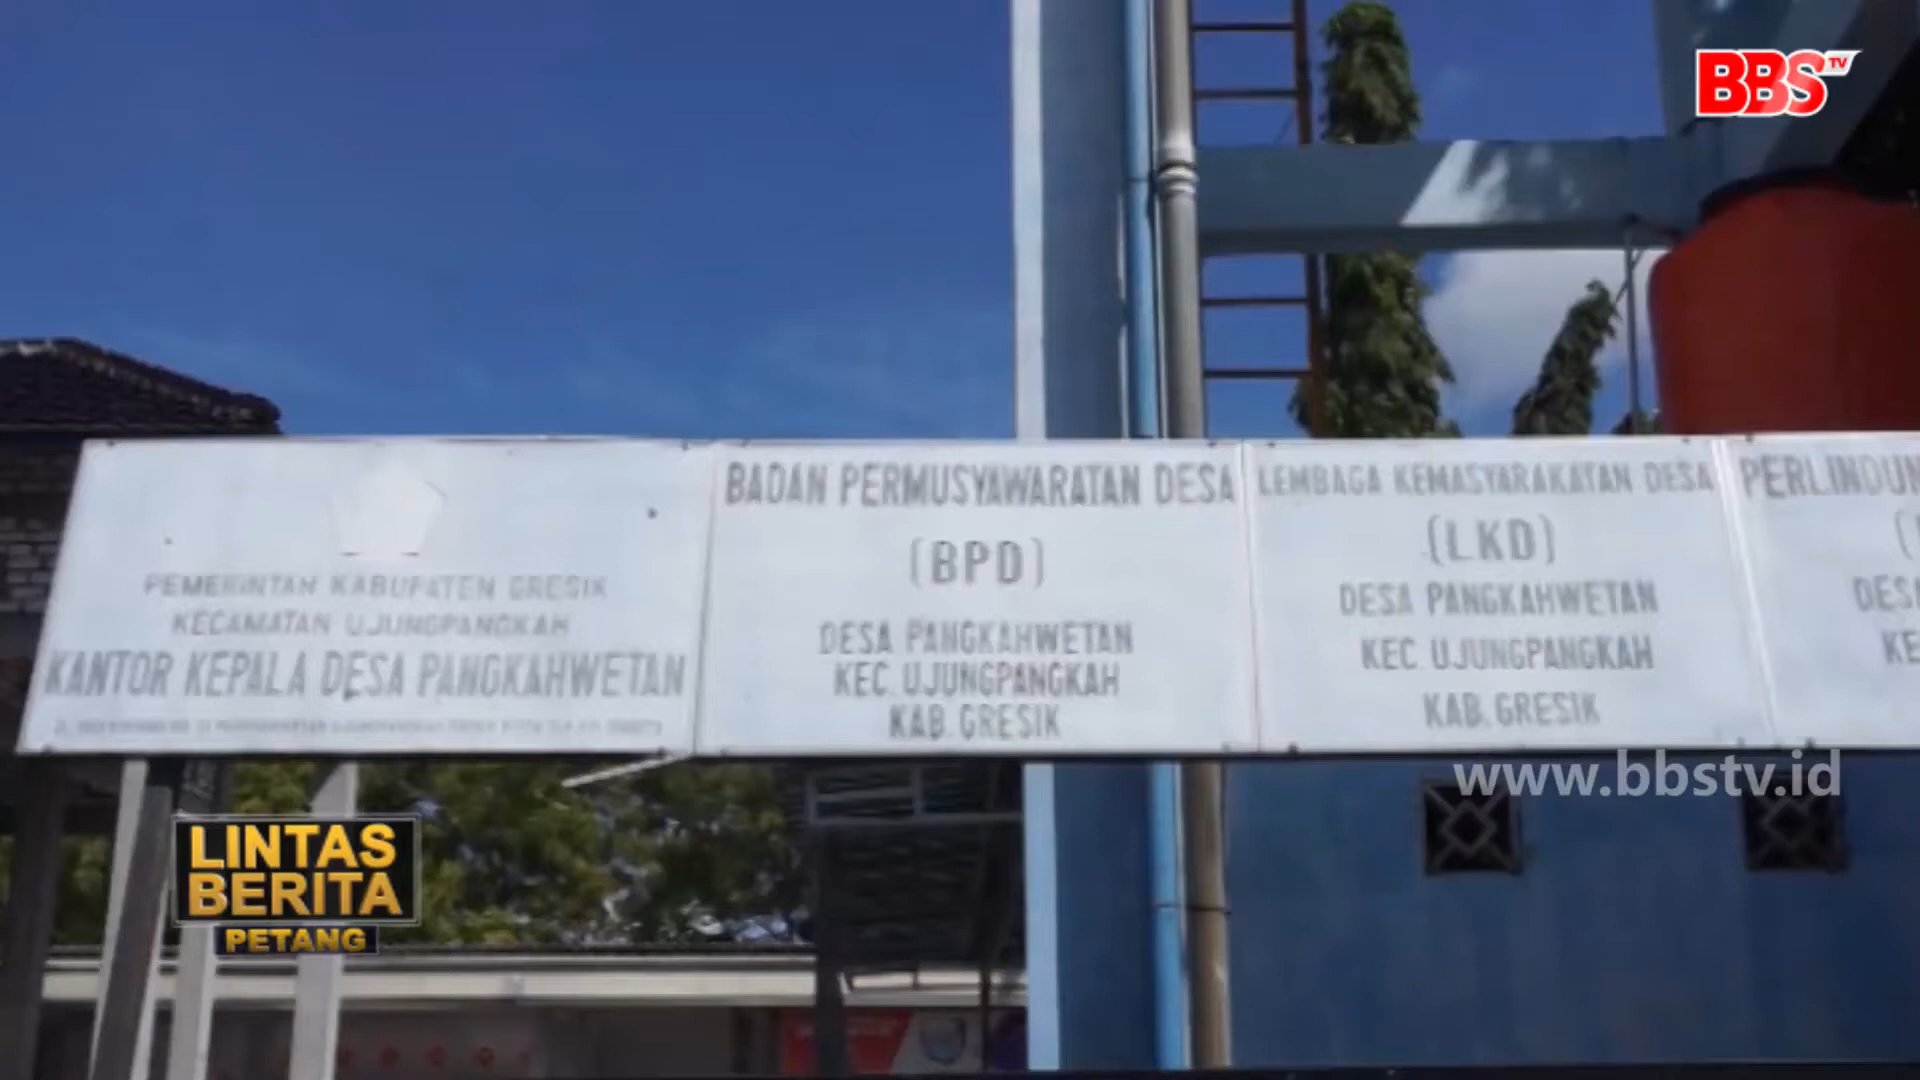 BBS TV
PEMERINTAH KABUPATEN GRESIK
KECAMATAN UJUNGPANGKAH
KANTOR KEPALA DESA PANGKAHWETAN
BADAN PERMUSYAWARATAN DESA
(BPD)
DESA PANGKAHWETAN
KEC. UJUNGPANGKAH
KAB. GRESIK
LEMBAGA KEMASYARAKATAN DESA
(LKD)
DESA PANGKAHWETAN
KEC. UJUNGPANGKAH
KAB. GRESIK
PERLINDUN
(
DESA
KE
www.bbstv.id
LINTAS
BERITA
PETANG